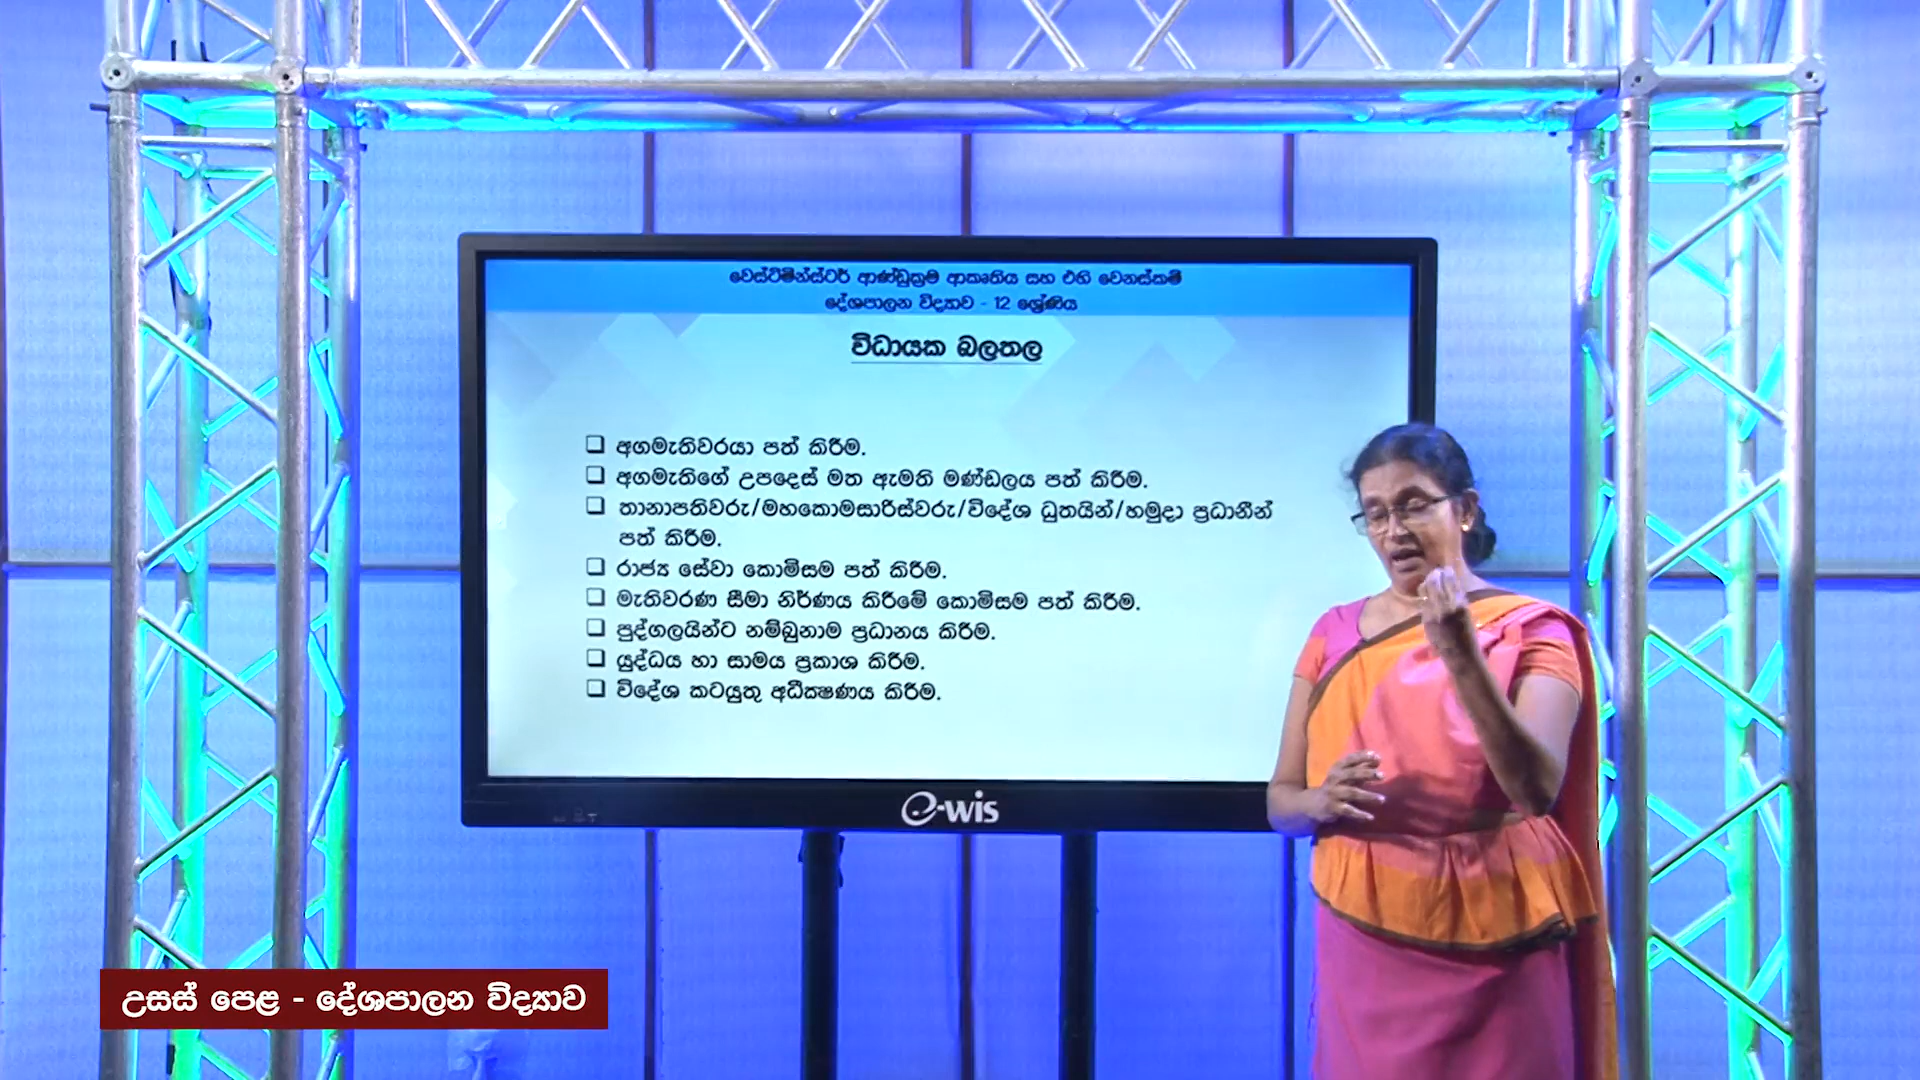 වෙස්ට්මින්ස්ටර් ආණ්ඩුක්‍රම ආකෘතිය සහ එහි වෙනස්කම්
දේශපාලන විද්‍යාව - 12 ශ්‍රේණිය
විධායක බලතල
❑ අගමැතිවරයා පත් කිරීම.
❑ අගමැතිගේ උපදෙස් මත ඇමති මණ්ඩලය පත් කිරීම.
❑ තානාපතිවරු/මහකොමසාරිස්වරු/විදේශ ධූතයින්/හමුදා ප්‍රධානීන්
පත් කිරීම.
❑ රාජ්‍ය සේවා කොමිසම පත් කිරීම.
❑ මැතිවරණ සීමා නිර්ණය කිරීමේ කොමිසම පත් කිරීම.
❑ පුද්ගලයින්ට නම්බුනාම ප්‍රධානය කිරීම.
❑ යුද්ධය හා සාමය ප්‍රකාශ කිරීම.
❑ විදේශ කටයුතු අධීක්‍ෂණය කිරීම.
e-wis
උසස් පෙළ - දේශපාලන විද්‍යාව